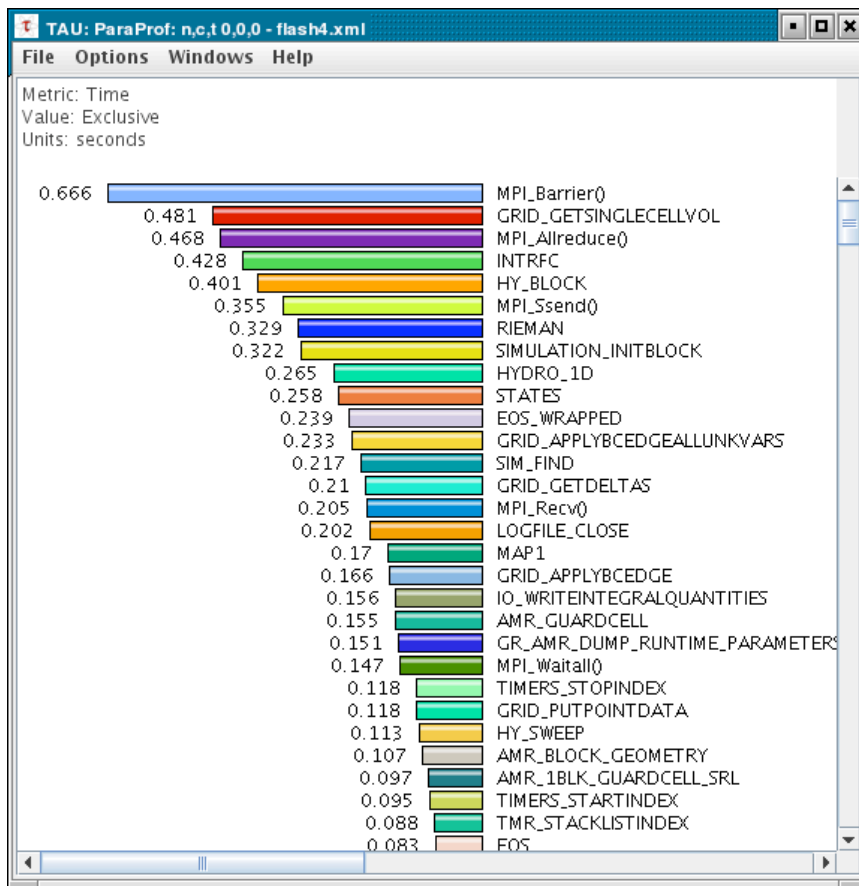 TAU: ParaProf: n,c,t 0,0,0 - flash4.xml
File Options Windows Help
Metric: Time
Value: Exclusive
Units: seconds
0.666 MPI_Barrier()
0.481 GRID_GETSINGLECELLVOL
0.468 MPI_Allreduce()
0.428 INTRFC
0.401 HY_BLOCK
0.355 MPI_Ssend()
0.329 RIEMAN
0.322 SIMULATION_INITBLOCK
0.265 HYDRO_1D
0.258 STATES
0.239 EOS_WRAPPED
0.233 GRID_APPLYBCEDGEALLUNKVARS
0.217 SIM_FIND
0.21 GRID_GETDELTAS
0.205 MPI_Recv()
0.202 LOGFILE_CLOSE
0.17 MAP1
0.166 GRID_APPLYBCEDGE
0.156 IO_WRITEINTEGRALQUANTITIES
0.155 AMR_GUARDCELL
0.151 GR_AMR_DUMP_RUNTIME_PARAMETERS
0.147 MPI_Waitall()
0.118 TIMERS_STOPINDEX
0.118 GRID_PUTPOINTDATA
0.113 HY_SWEEP
0.107 AMR_BLOCK_GEOMETRY
0.097 AMR_1BLK_GUARDCELL_SRL
0.095 TIMERS_STARTINDEX
0.088 TMR_STACKLISTINDEX
0.083 EOS